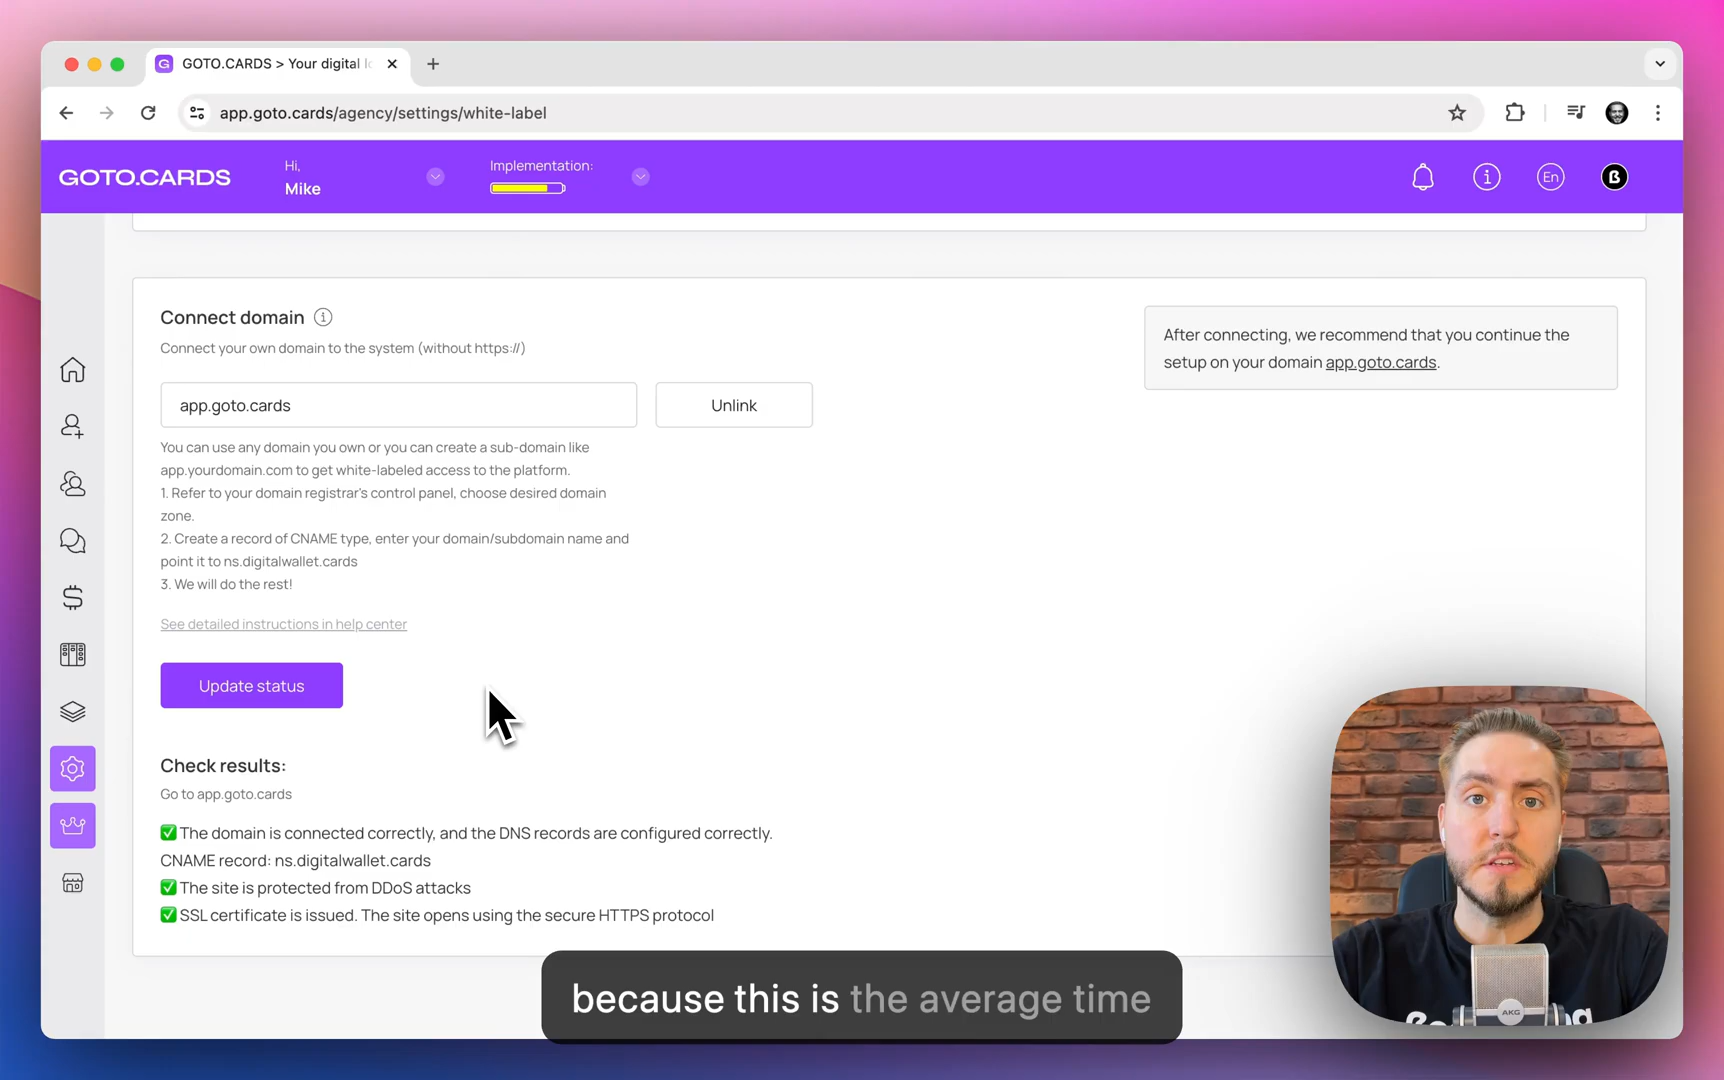 GOTO.CARDS > Your digital
app.goto.cards/agency/settings/white-label
GOTO.CARDS
Hi,
Mike
Implementation:
En
Connect domain
Connect your own domain to the system (without https://)
app.goto.cards
Unlink
After connecting, we recommend that you continue the
setup on your domain app.goto.cards.
You can use any domain you own or you can create a sub-domain like
app.yourdomain.com to get white-labeled access to the platform.
1. Refer to your domain registrar's control panel, choose desired domain
zone.
2. Create a record of CNAME type, enter your domain/subdomain name and
point it to ns.digitalwallet.cards
3. We will do the rest!
See detailed instructions in help center
Update status
Check results:
Go to app.goto.cards
✅ The domain is connected correctly, and the DNS records are configured correctly.
CNAME record: ns.digitalwallet.cards
✅ The site is protected from DDoS attacks
✅ SSL certificate is issued. The site opens using the secure HTTPS protocol
because this is the average time
AKG